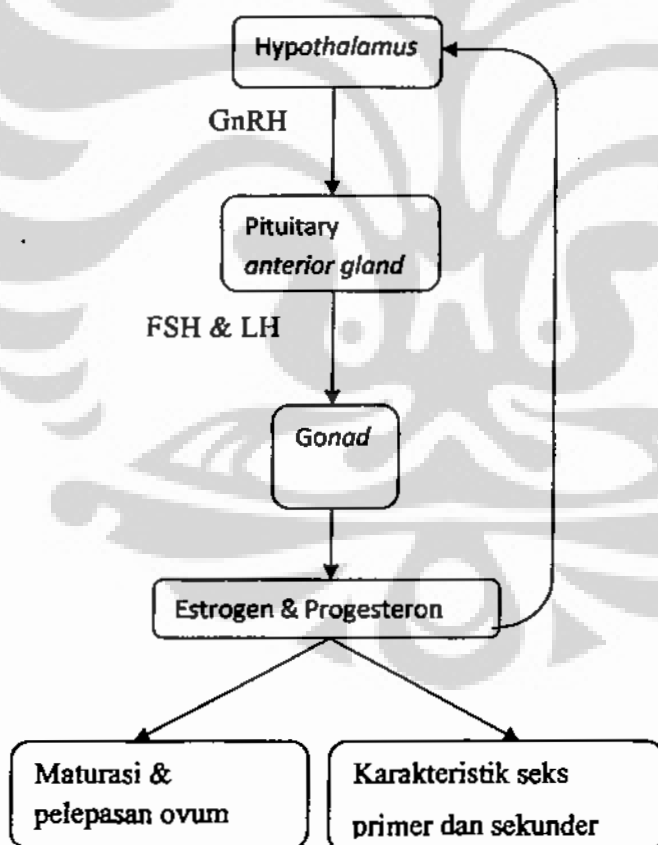 Hypothalamus
GnRH
Pituitary
anterior gland
FSH & LH
Gonad
Estrogen & Progesteron
Maturasi &
pelepasan ovum
Karakteristik seks
primer dan sekunder